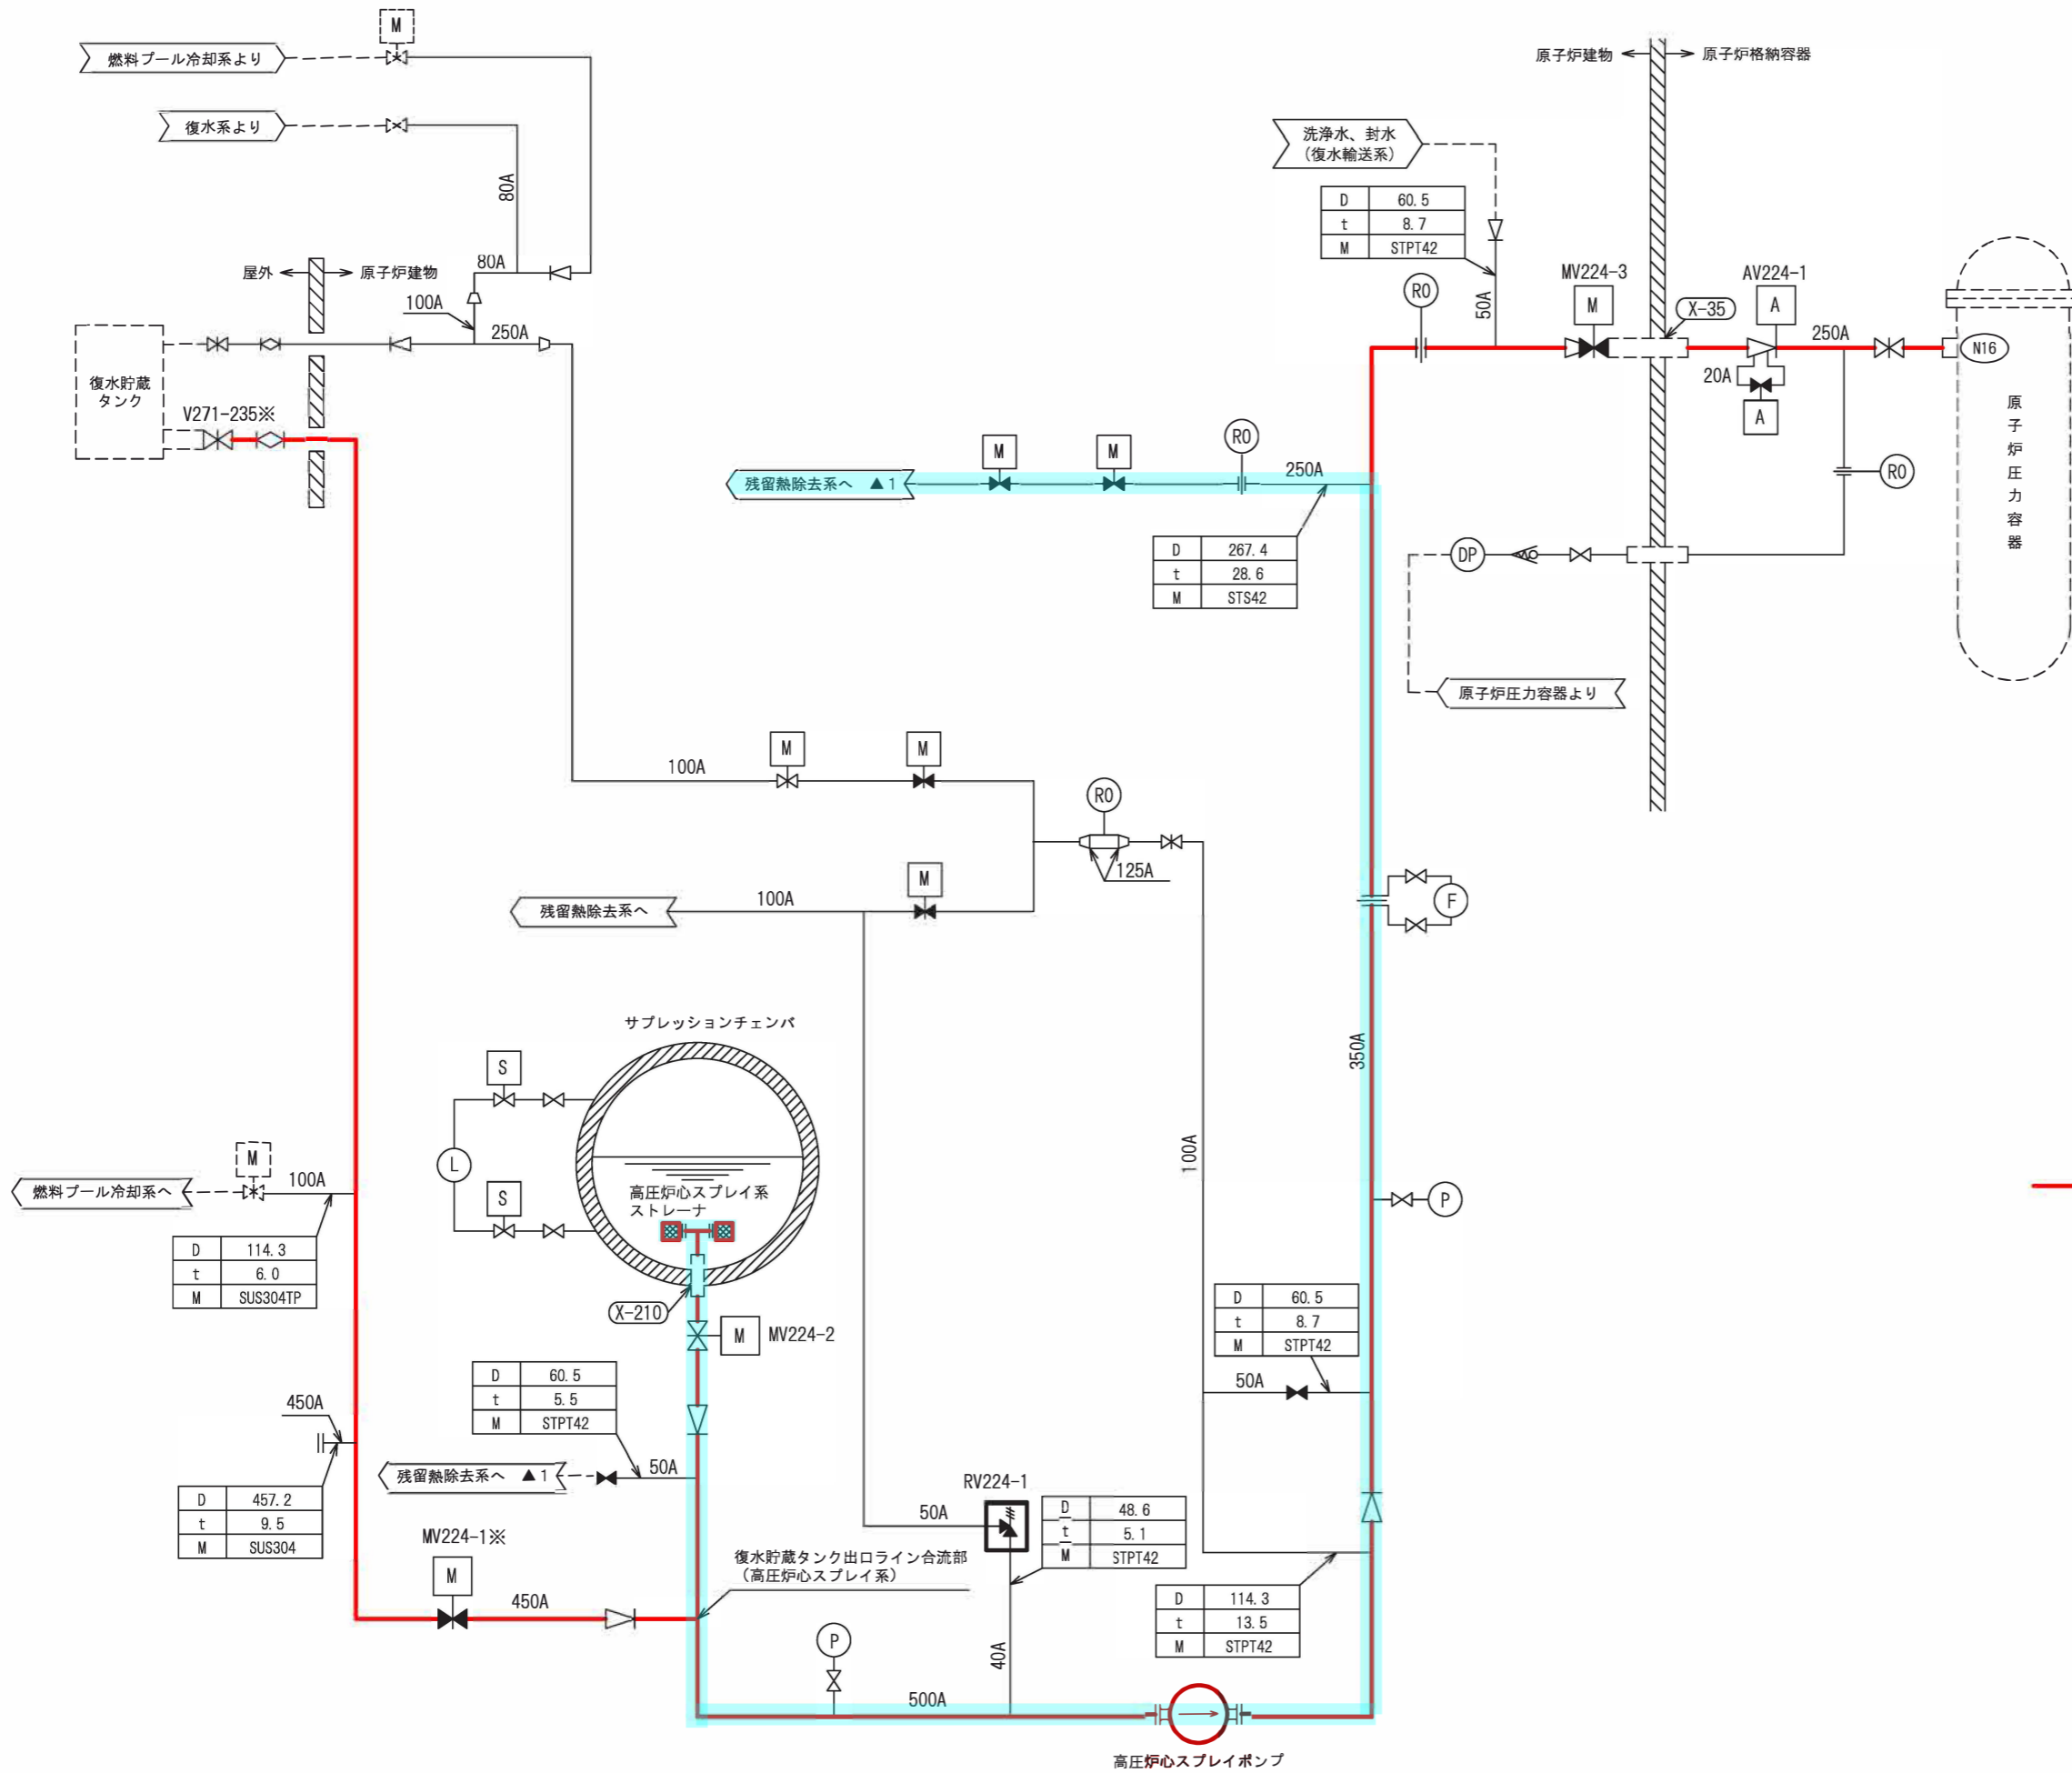 M
燃料プール冷却系より
復水系より
80A
80A
屋外
原子炉建物
100A
250A
復水貯蔵
タンク
V271-235※
原子炉建物
原子炉格納容器
洗浄水、封水
（復水輸送系）
D 60.5
t 8.7
M STPT42
50A
RO
MV224-3
M
X-35
AV224-1
A
250A
N16
20A
A
原子炉圧力容器
RO
残留熱除去系へ ▲1
M
M
RO
250A
D 267.4
t 28.6
M STS42
DP
原子炉圧力容器より
100A
M
M
RO
125A
残留熱除去系へ
100A
M
F
350A
サプレッションチェンバ
S
L
S
高圧炉心スプレイ系
ストレーナ
X-210
M
MV224-2
100A
P
M
燃料プール冷却系へ
100A
D 114.3
t 6.0
M SUS304TP
D 60.5
t 8.7
M STPT42
50A
450A
D 457.2
t 9.5
M SUS304
D 60.5
t 5.5
M STPT42
残留熱除去系へ ▲1
50A
RV224-1
50A
D 48.6
t 5.1
M STPT42
MV224-1※
M
450A
復水貯蔵タンク出口ライン合流部
（高圧炉心スプレイ系）
D 114.3
t 13.5
M STPT42
P
40A
500A
高圧炉心スプレイポンプ